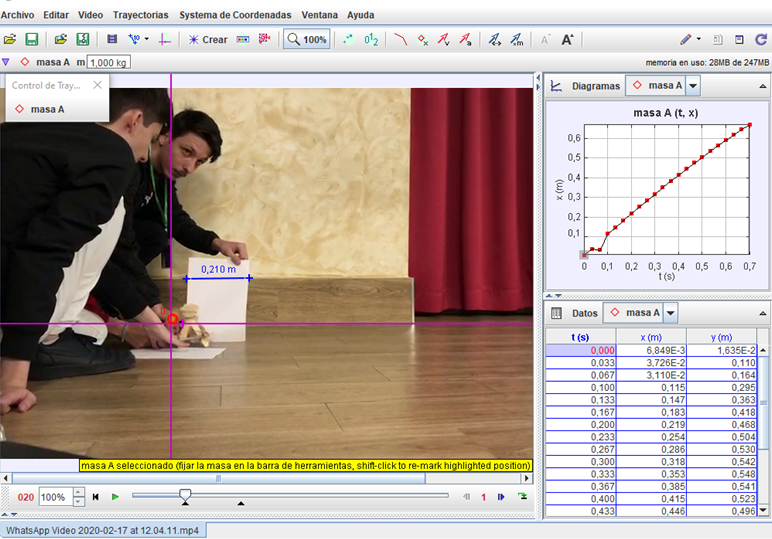 Archivo Editar Video Trayectorias Sistema de Coordenadas Ventana Ayuda
Crear 100%
masa A m 1,000 kg memoria en uso: 28MB de 247MB
Control de Tray...
masa A
0,210 m
masa A seleccionado (fijar la masa en la barra de herramientas, shift-click to re-mark highlighted position)
020 100% 1
WhatsApp Video 2020-02-17 at 12.04.11.mp4
Diagramas masa A
masa A (t, x)
x (m)
0,6
0,5
0,4
0,3
0,2
0,1
0 0,1 0,2 0,3 0,4 0,5 0,6 0,7
t (s)
Datos masa A
t (s) x (m) y (m)
0,000 6,849E-3 1,635E-2
0,033 3,726E-2 0,110
0,067 3,110E-2 0,164
0,100 0,115 0,295
0,133 0,147 0,363
0,167 0,183 0,418
0,200 0,219 0,468
0,233 0,254 0,504
0,267 0,286 0,530
0,300 0,318 0,542
0,333 0,353 0,548
0,367 0,385 0,541
0,400 0,415 0,523
0,433 0,446 0,496